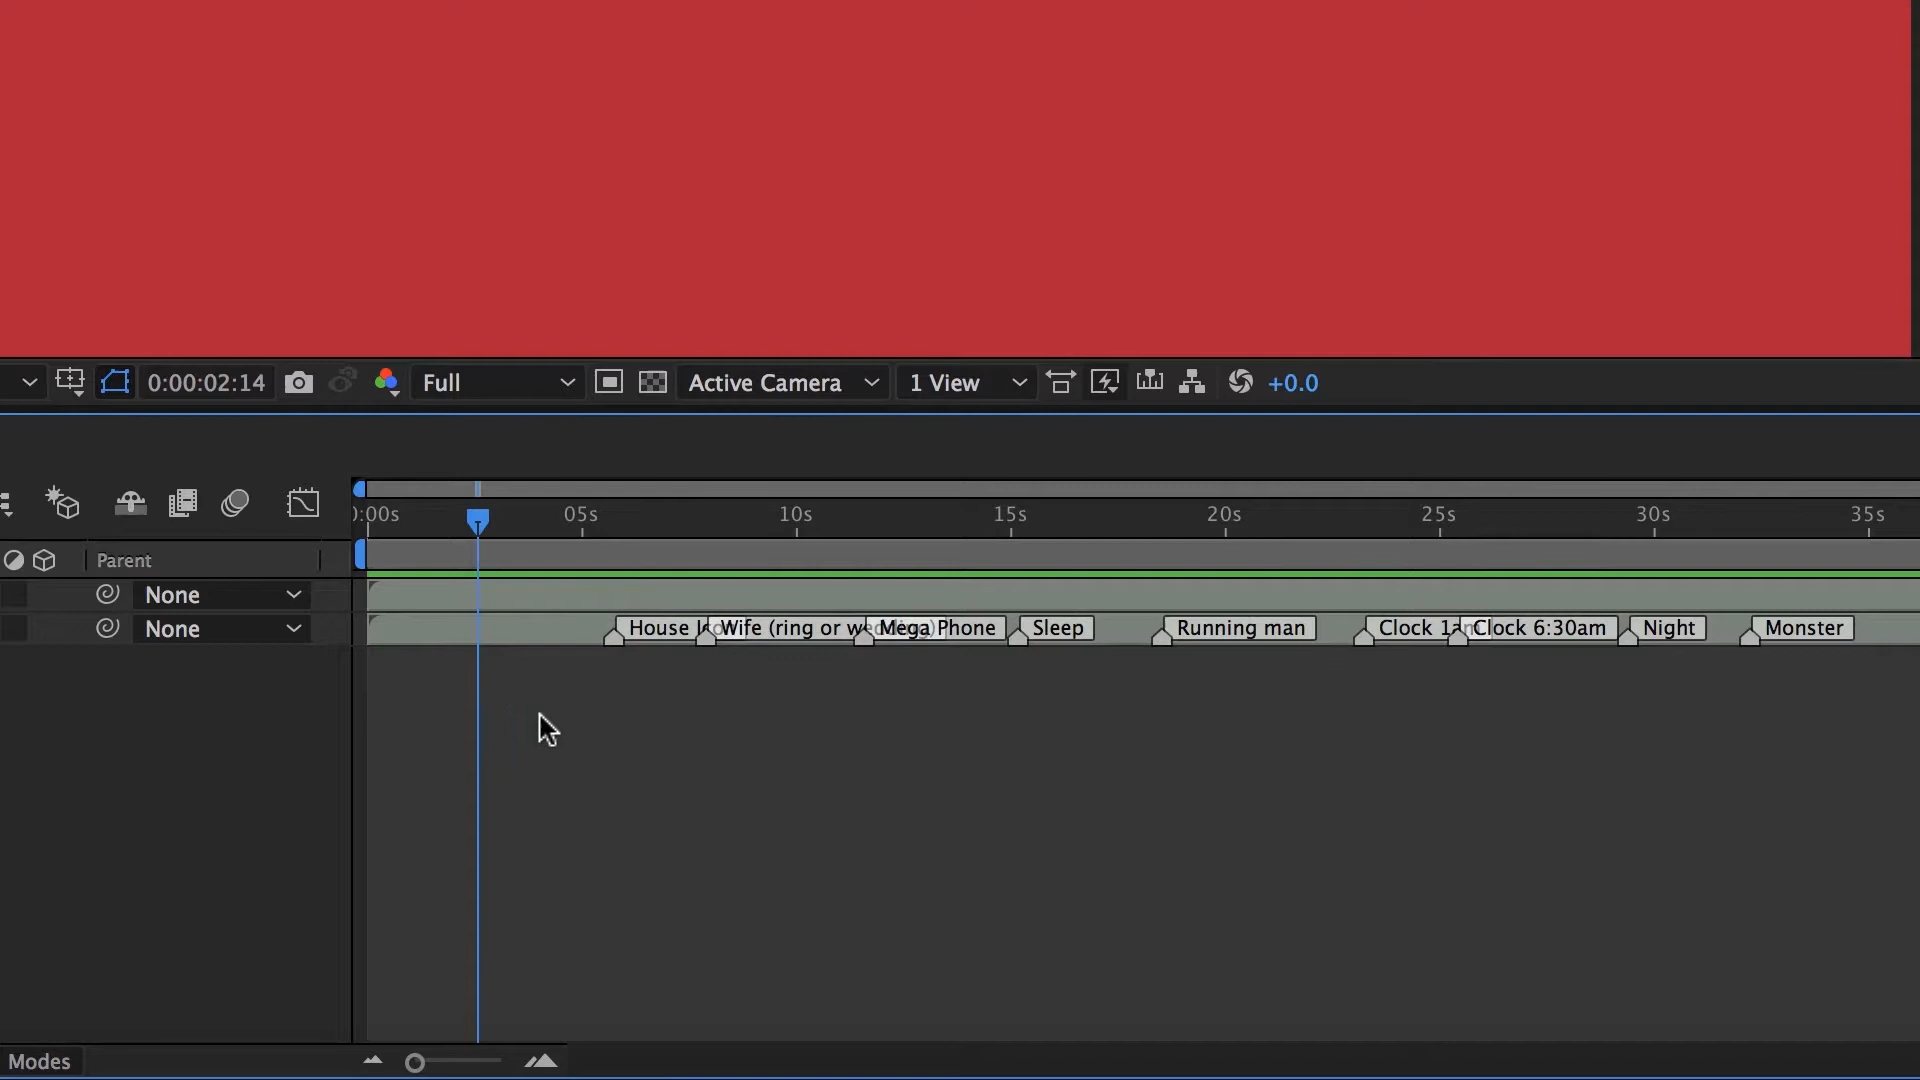 0:00:02:14 Full Active Camera 1 View +0.0
):00s 05s 10s 15s 20s 25s 30s 35s
Parent
None
None House Wife (ring or wedding) Mega Phone Sleep Running man Clock 1am Clock 6:30am Night Monster
Modes